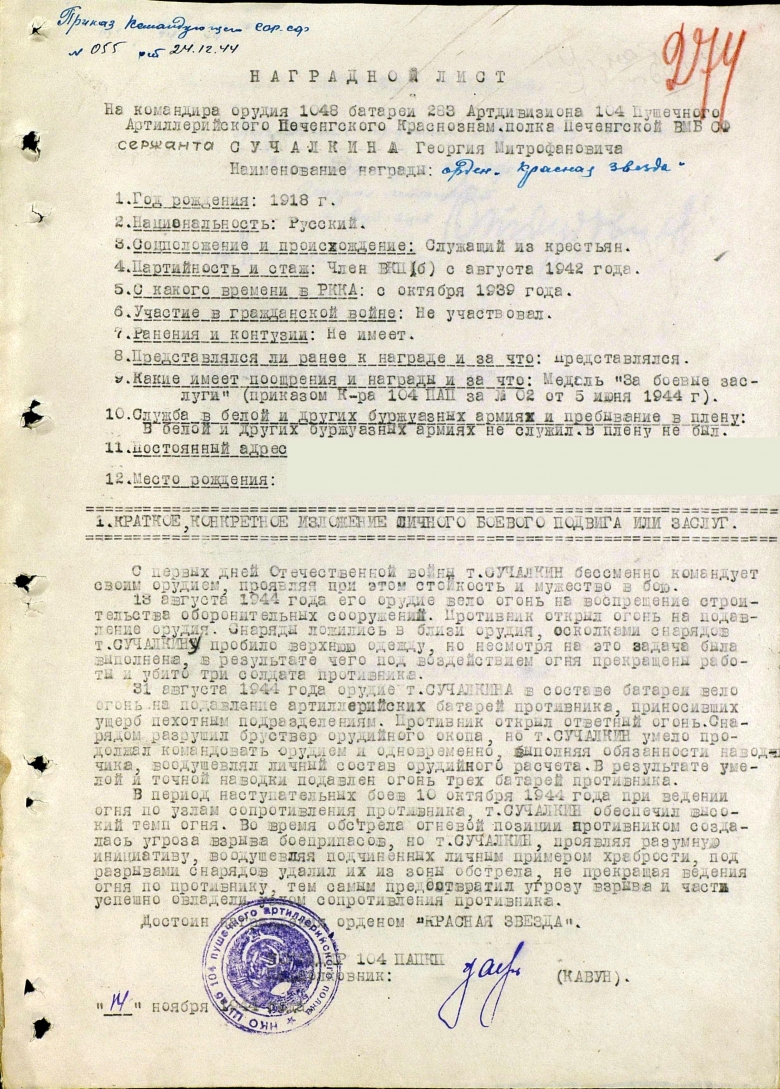 Приказ Командующего СОР. СФ
№ 055 от 24.12.44
274
НАГРАДНОЙ ЛИСТ
На командира орудия 1048 батареи 283 Артдивизиона 104 Пушечного
Артиллерийского Печенгского Краснознам.полка Печенгской ВМБ СФ
сержанта СУЧАЛКИНА Георгия Митрофановича
Наименование награды: орден "Красная звезда"
1.Год рождения: 1918 г.
2.Национальность: Русский.
3.Соцположение и происхождение: Служащий из крестьян.
4.Партийность и стаж: Член ВКП(б) с августа 1942 года.
5.С какого времени в РККА: с октября 1939 года.
6.Участие в гражданской войне: Не участвовал.
7.Ранения и контузии: Не имеет.
8.Представлялся ли ранее к награде и за что: представлялся.
9.Какие имеет поощрения и награды и за что: Медаль "За боевые зас-
луги" (приказом К-ра 104 ПАП за № 02 от 5 июня 1944 г).
10.Служба в белой и других буржуазных армиях и пребывание в плену:
В белой и других буржуазных армиях не служил.в плену не был.
11.Постоянный адрес
12.Место рождения:
1.КРАТКОЕ,КОНКРЕТНОЕ ИЗЛОЖЕНИЕ ЛИЧНОГО БОЕВОГО ПОДВИГА ИЛИ ЗАСЛУГ.
С первых дней Отечественной войны т.СУЧАЛКИН бессменно командует
своим орудием, проявляя при этом стойкость и мужество в бою.
13 августа 1944 года его орудие вело огонь на воспрещение строи-
тельства оборонительных сооружений. Противник открыл огонь на подав-
ление орудия. Снаряды ложились в близи орудия, осколками снарядов
т.СУЧАЛКИНУ пробило верхнюю одежду, но несмотря на это задача была
выполнена, в результате чего под воздействием огня прекращены рабо-
ты и убито три солдата противника.
31 августа 1944 года орудие т.СУЧАЛКИНА в составе батареи вело
огонь на подавление артиллерийских батарей противника, приносивших
ущерб пехотным подразделениям. Противник открыл ответный огонь.Сна-
рядом разрушил бруствер орудийного окопа, но т.СУЧАЛКИН умело про-
должал командовать орудием и одновременно, выполняя обязанности навод-
чика, воодушевлял личный состав орудийного расчета.В результате уме-
лой и точной наводки подавлен огонь трех батарей противника.
В период наступательных боев 10 октября 1944 года при ведении
огня по узлам сопротивления противника, т.СУЧАЛКИН обеспечил высо-
кий темп огня. Во время обстрела огневой позиции противником созда-
лась угроза взрыва боеприпасов, но т.СУЧАЛКИН, проявляя разумную
инициативу, воодушевляя подчиненных личным примером храбрости, под
разрывами снарядов удалил их из зоны обстрела, не прекращая ведения
огня по противнику, тем самым предотвратил угрозу взрыва и части
успешно овладели узлом сопротивления противника.
Достоин орденом "КРАСНАЯ ЗВЕЗДА".
104 ПАПКП
(КАВУН).
"14" ноября
НКО Штаб 104 пушечного артиллерийского полка